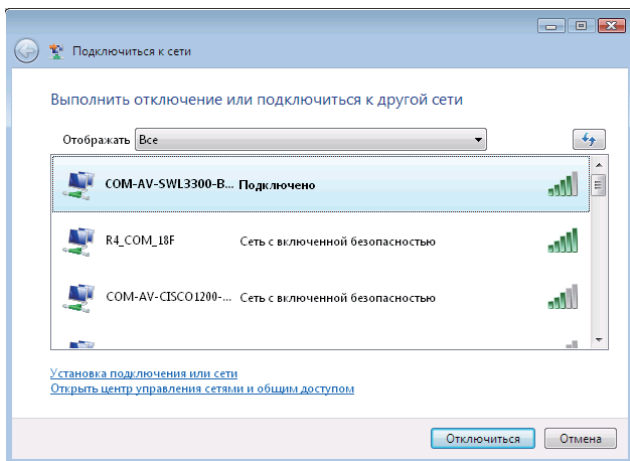 Подключиться к сети
Выполнить отключение или подключиться к другой сети
Отображать Все
COM-AV-SWL3300-B... Подключено
R4_COM_18F Сеть с включенной безопасностью
COM-AV-CISCO1200-... Сеть с включенной безопасностью
Установка подключения или сети
Открыть центр управления сетями и общим доступом
Отключиться Отмена